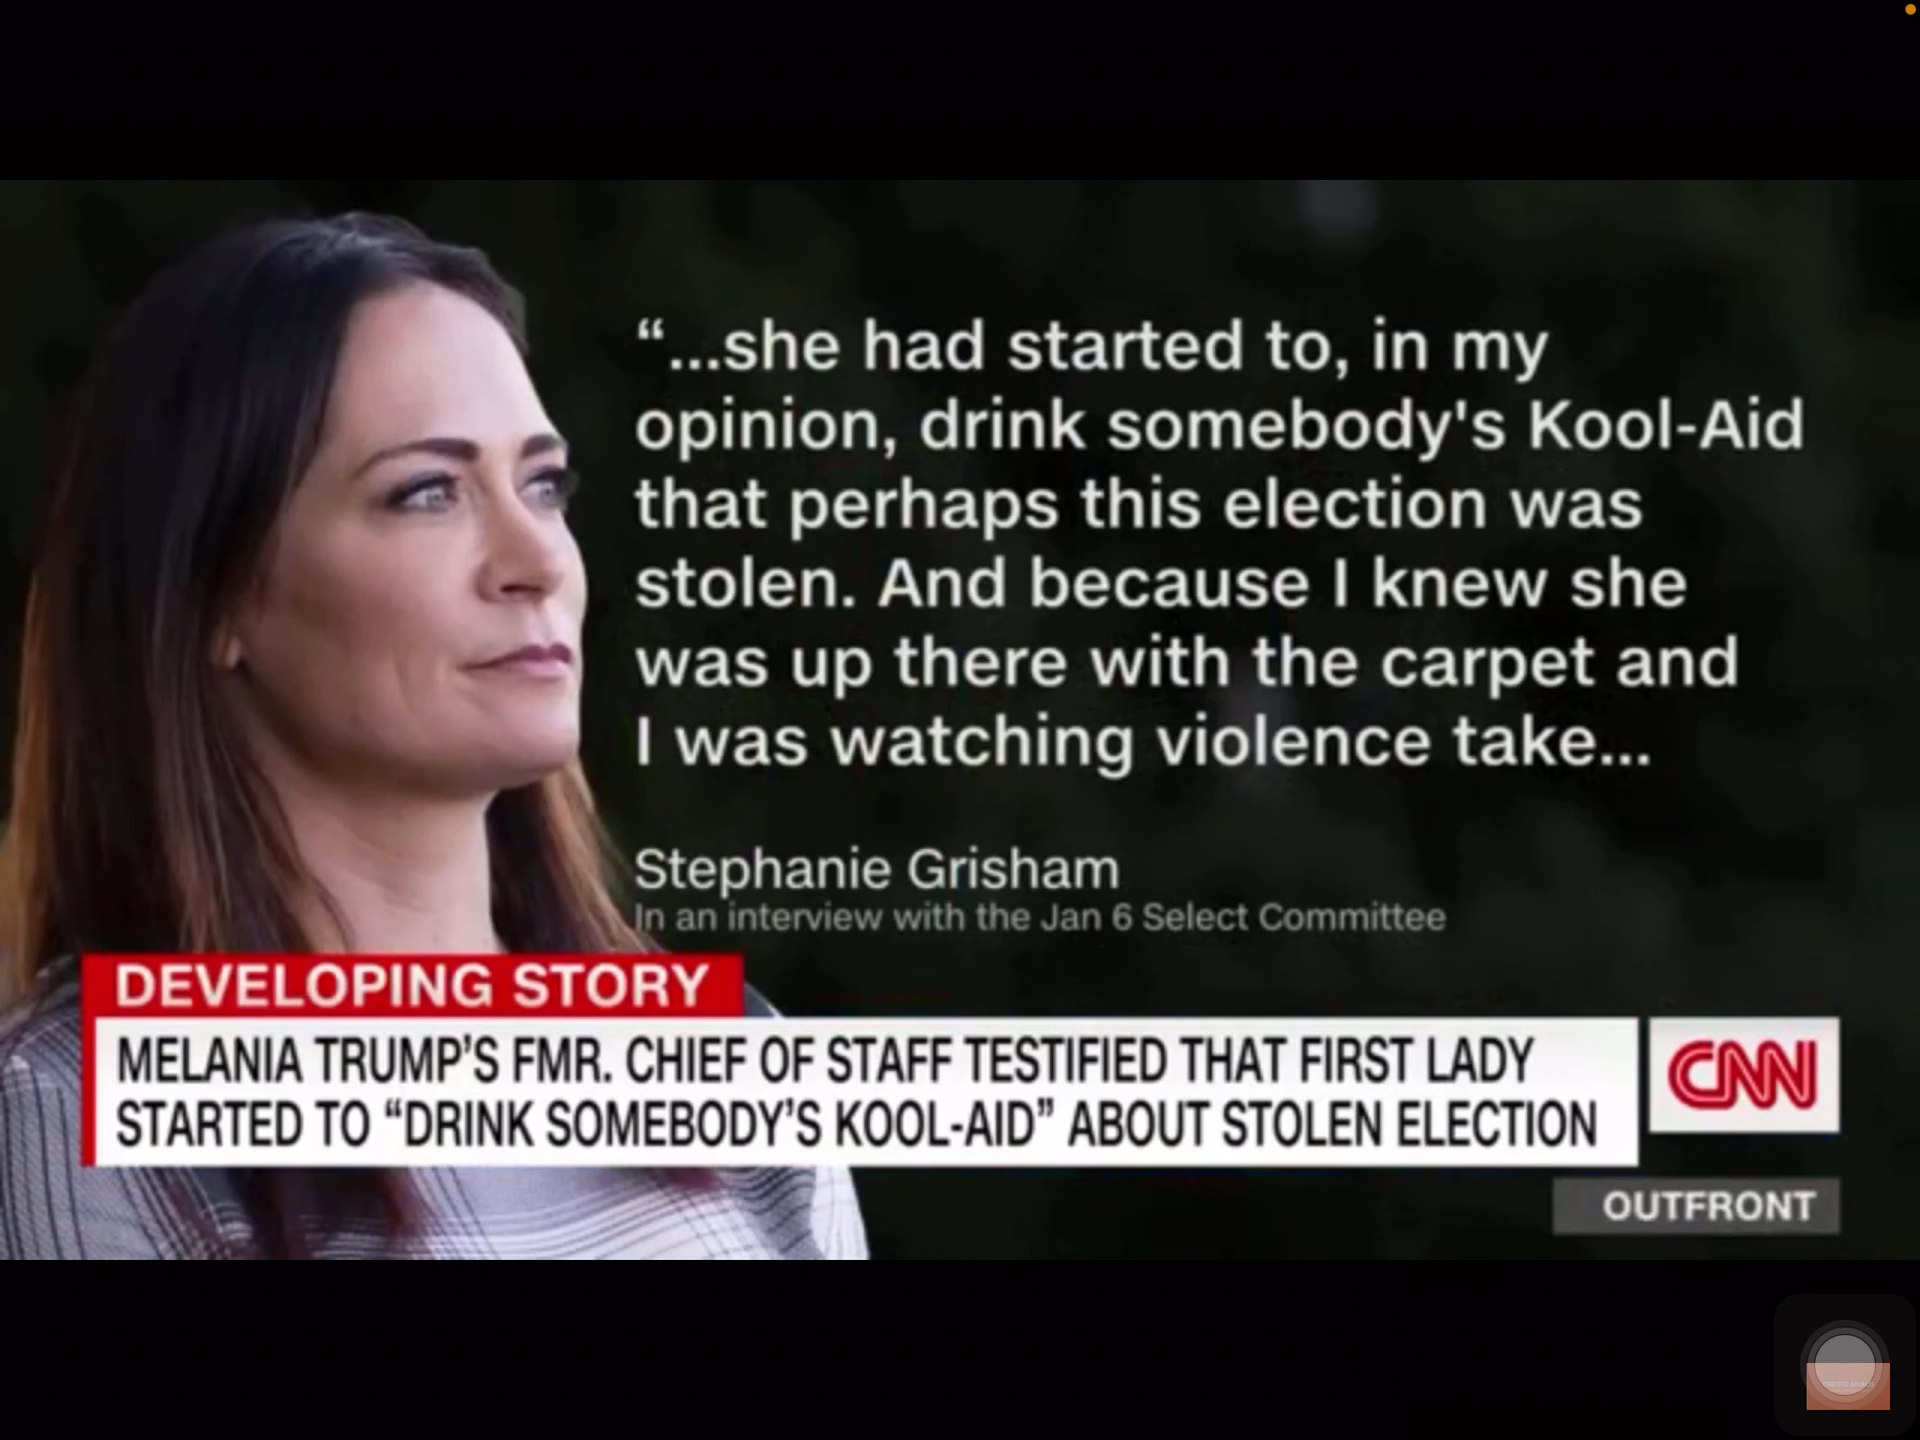 “...she had started to, in my
opinion, drink somebody's Kool-Aid
that perhaps this election was
stolen. And because I knew she
was up there with the carpet and
I was watching violence take...
Stephanie Grisham
In an interview with the Jan 6 Select Committee
DEVELOPING STORY
MELANIA TRUMP’S FMR. CHIEF OF STAFF TESTIFIED THAT FIRST LADY
STARTED TO “DRINK SOMEBODY’S KOOL-AID” ABOUT STOLEN ELECTION
CNN
OUTFRONT